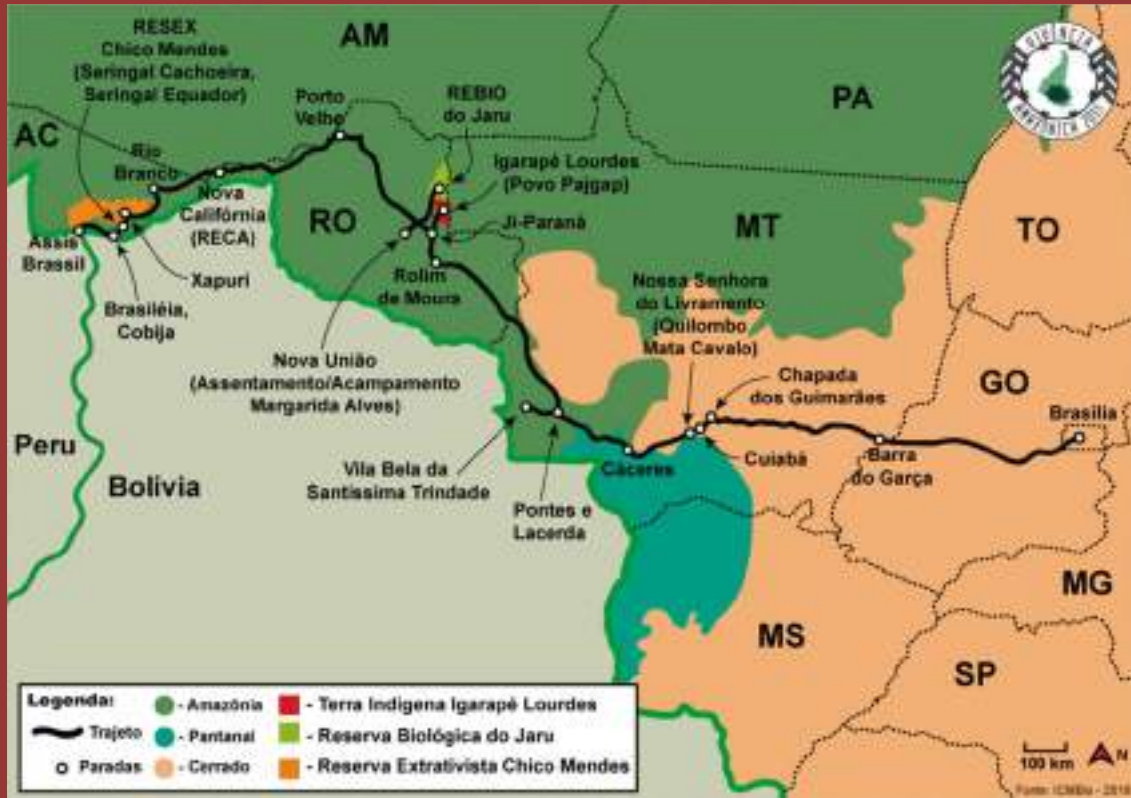 RESEX
Chico Mendes
(Seringal Cachoeira,
Seringal Equador)
AM
PA
AC
Rio
Branco
Porto
Velho
REBIO
do Jaru
Igarapé Lourdes
(Povo Pajgap)
Nova
Califórnia
(RECA)
RO
Ji-Paraná
MT
TO
Assis
Brassil
Xapuri
Brasiléia,
Cobija
Rolim
de Moura
Nossa Senhora
do Livramento
(Quilombo
Mata Cavalo)
Nova União
(Assentamento/Acampamento
Margarida Alves)
Chapada
dos Guimarães
GO
Brasília
Peru
Bolívia
Vila Bela da
Santíssima Trindade
Cáceres
Cuiabá
Barra
do Garça
Pontes e
Lacerda
MG
MS
SP
Legenda:
Trajeto
Paradas
- Amazônia
- Pantanal
- Cerrado
- Terra Indígena Igarapé Lourdes
- Reserva Biológica do Jaru
- Reserva Extrativista Chico Mendes
100 km
N
VIVÊNCIA
AMAZÔNICA